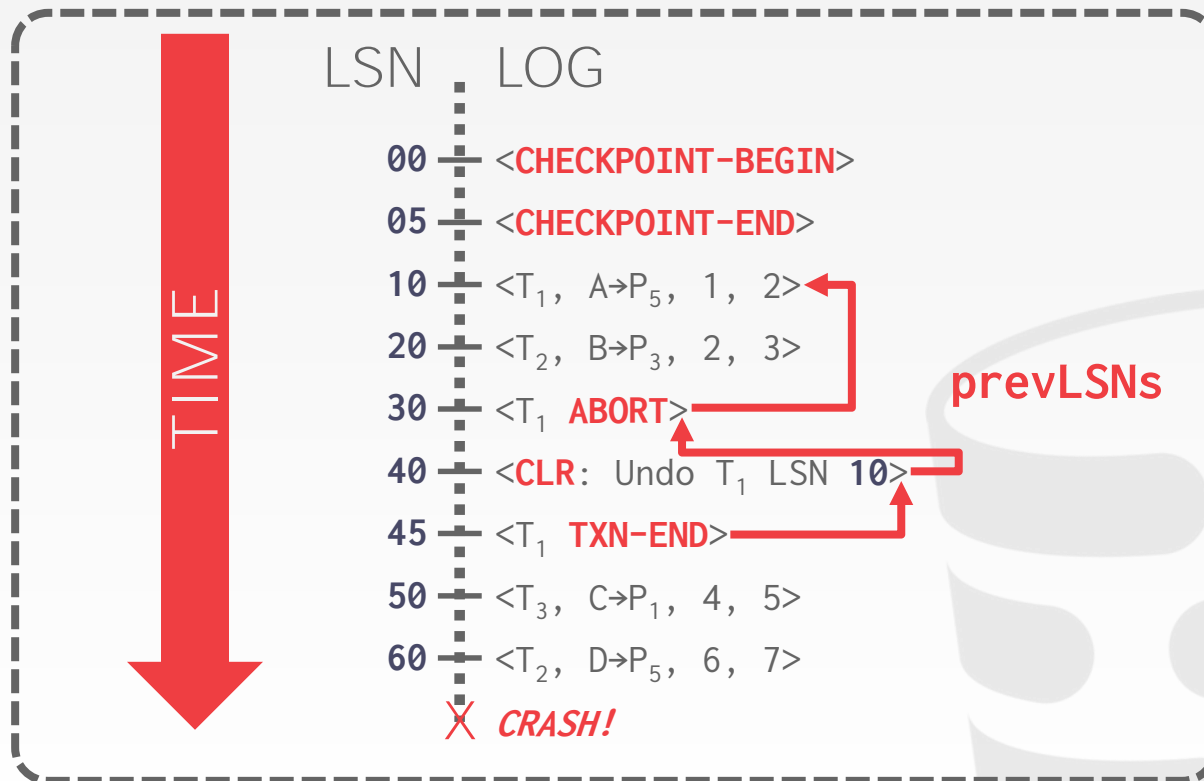 LSN LOG
00 <CHECKPOINT-BEGIN>
05 <CHECKPOINT-END>
10 <T₁, A→P₅, 1, 2>
20 <T₂, B→P₃, 2, 3>
30 <T₁ ABORT>
40 <CLR: Undo T₁ LSN 10>
45 <T₁ TXN-END>
50 <T₃, C→P₁, 4, 5>
60 <T₂, D→P₅, 6, 7>
X CRASH!
TIME
prevLSNs